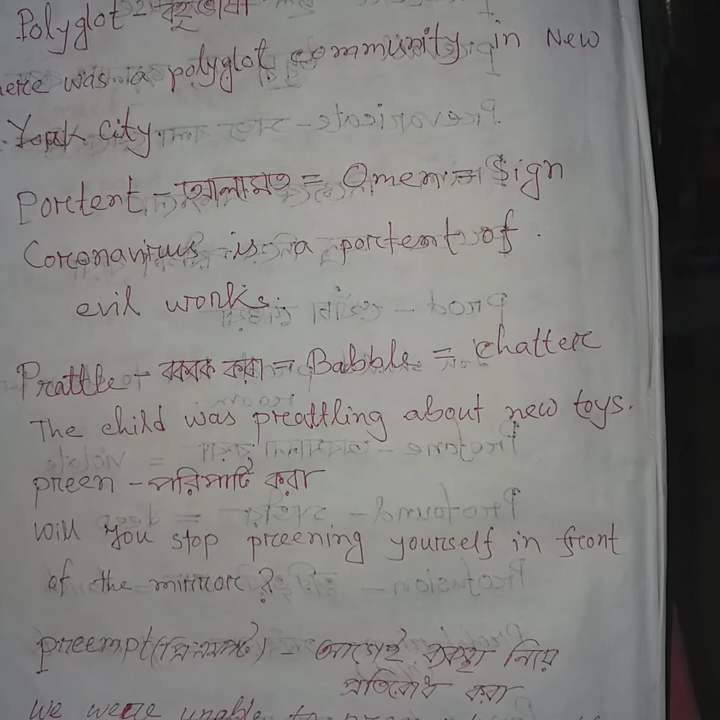 Polyglot - বহুভাষী
There was a polyglot community in New
York City.
Portent - আলামত = Omen = Sign
Coronavirus is a portent of
evil works.
Prattle - বকবক করা = Babble = Chatter
The child was prattling about new toys.
preen - পরিপাটি করা
Will you stop preening yourself in front
of the mirror?
preempt (প্রিএমপ্ট) - আগেই ব্যবস্থা নিয়ে
প্রতিরোধ করা
We were unable to